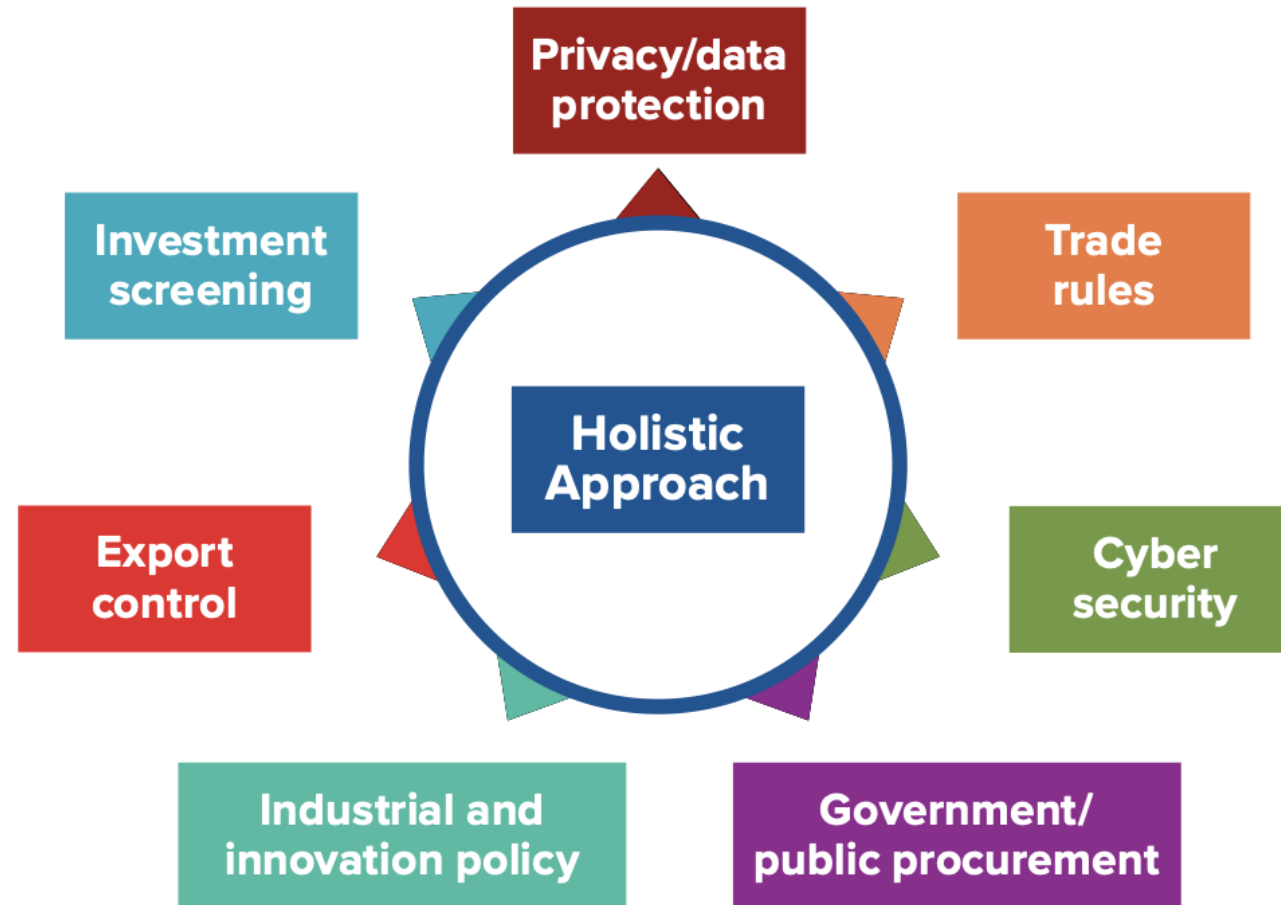 Privacy/data
protection
Investment
screening
Trade
rules
Holistic
Approach
Export
control
Cyber
security
Industrial and
innovation policy
Government/
public procurement